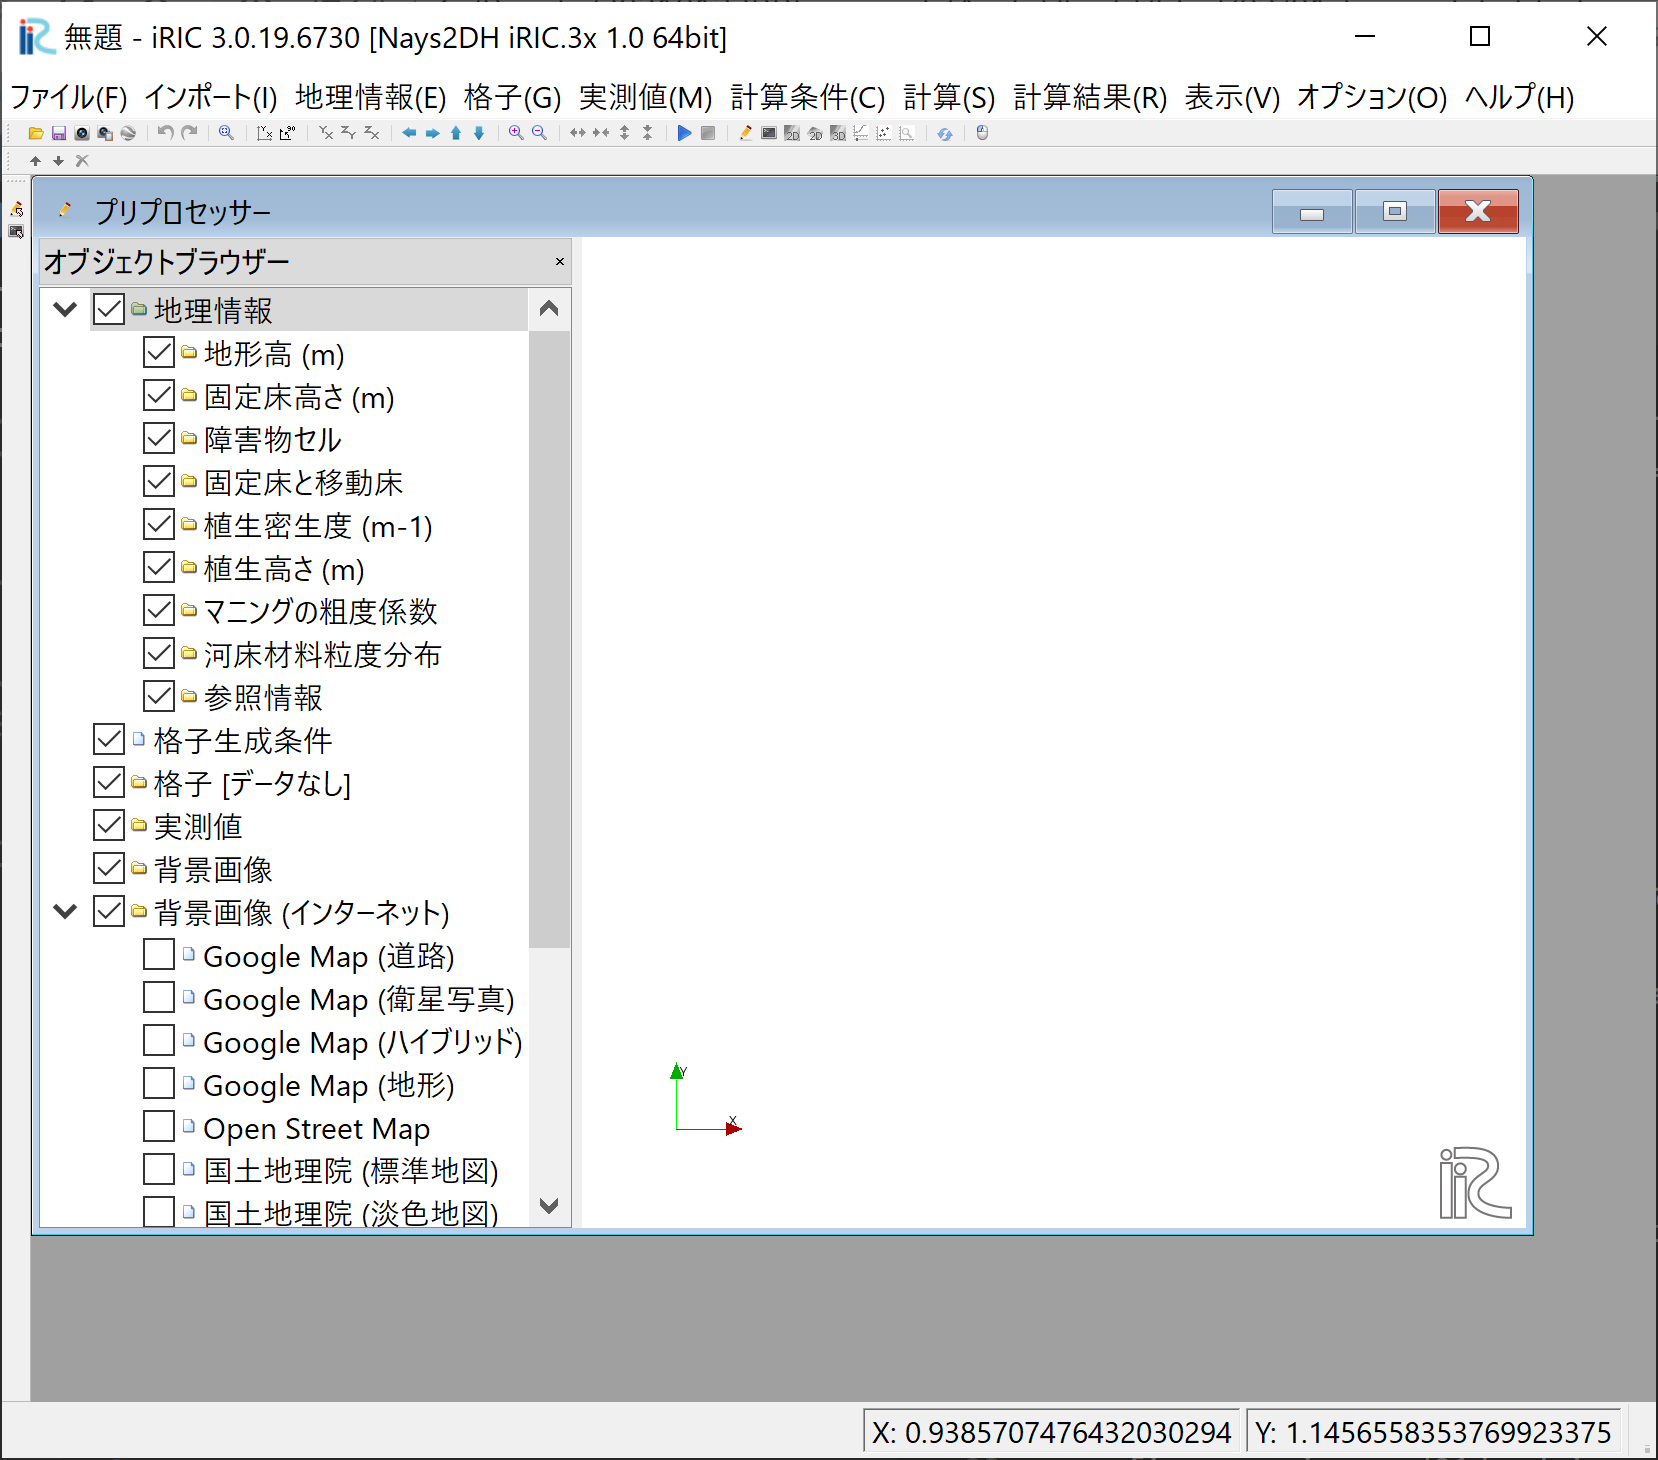 無題 - iRIC 3.0.19.6730 [Nays2DH iRIC.3x 1.0 64bit]
ファイル(F) インポート(I) 地理情報(E) 格子(G) 実測値(M) 計算条件(C) 計算(S) 計算結果(R) 表示(V) オプション(O) ヘルプ(H)
プリプロセッサー
オブジェクトブラウザー
地理情報
地形高 (m)
固定床高さ (m)
障害物セル
固定床と移動床
植生密生度 (m-1)
植生高さ (m)
マニングの粗度係数
河床材料粒度分布
参照情報
格子生成条件
格子 [データなし]
実測値
背景画像
背景画像 (インターネット)
Google Map (道路)
Google Map (衛星写真)
Google Map (ハイブリッド)
Google Map (地形)
Open Street Map
国土地理院 (標準地図)
国土地理院 (淡色地図)
Y
X
X: 0.9385707476432030294 Y: 1.1456558353769923375